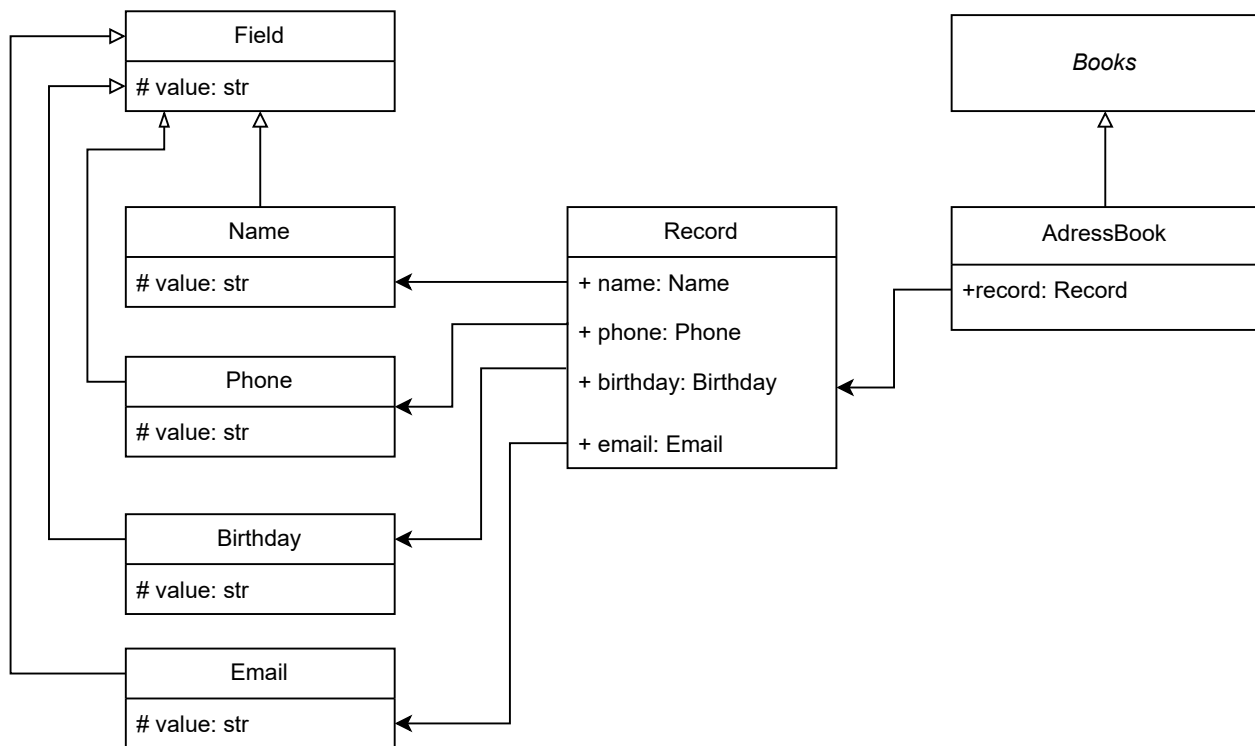 Field
# value: str
Books
Name
# value: str
Record
+ name: Name
+ phone: Phone
+ birthday: Birthday
+ email: Email
AdressBook
+record: Record
Phone
# value: str
Birthday
# value: str
Email
# value: str